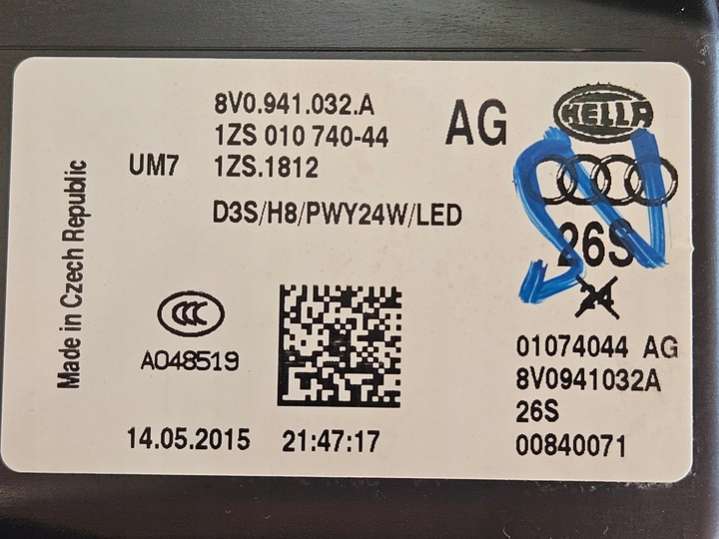 8V0.941.032.A
1ZS 010 740-44
UM7 1ZS.1812
AG
HELLA
D3S/H8/PWY24W/LED
26S
24
Made in Czech Republic
CCC
A048519
14.05.2015 21:47:17
01074044 AG
8V0941032A
26S
00840071